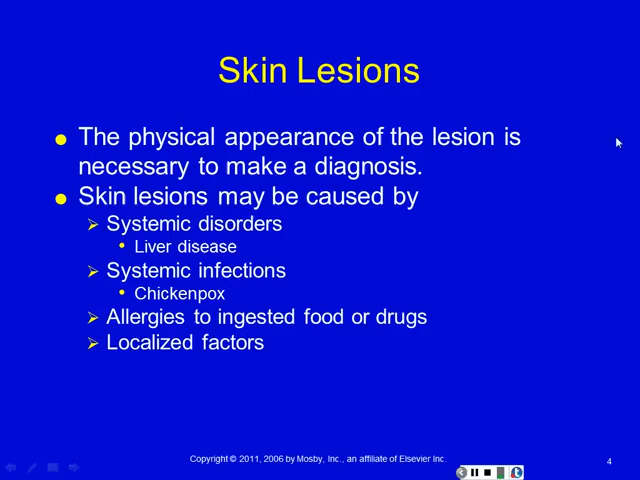 Skin Lesions
The physical appearance of the lesion is
necessary to make a diagnosis.
Skin lesions may be caused by
Systemic disorders
Liver disease
Systemic infections
Chickenpox
Allergies to ingested food or drugs
Localized factors
Copyright © 2011, 2006 by Mosby, Inc., an affiliate of Elsevier Inc.
4